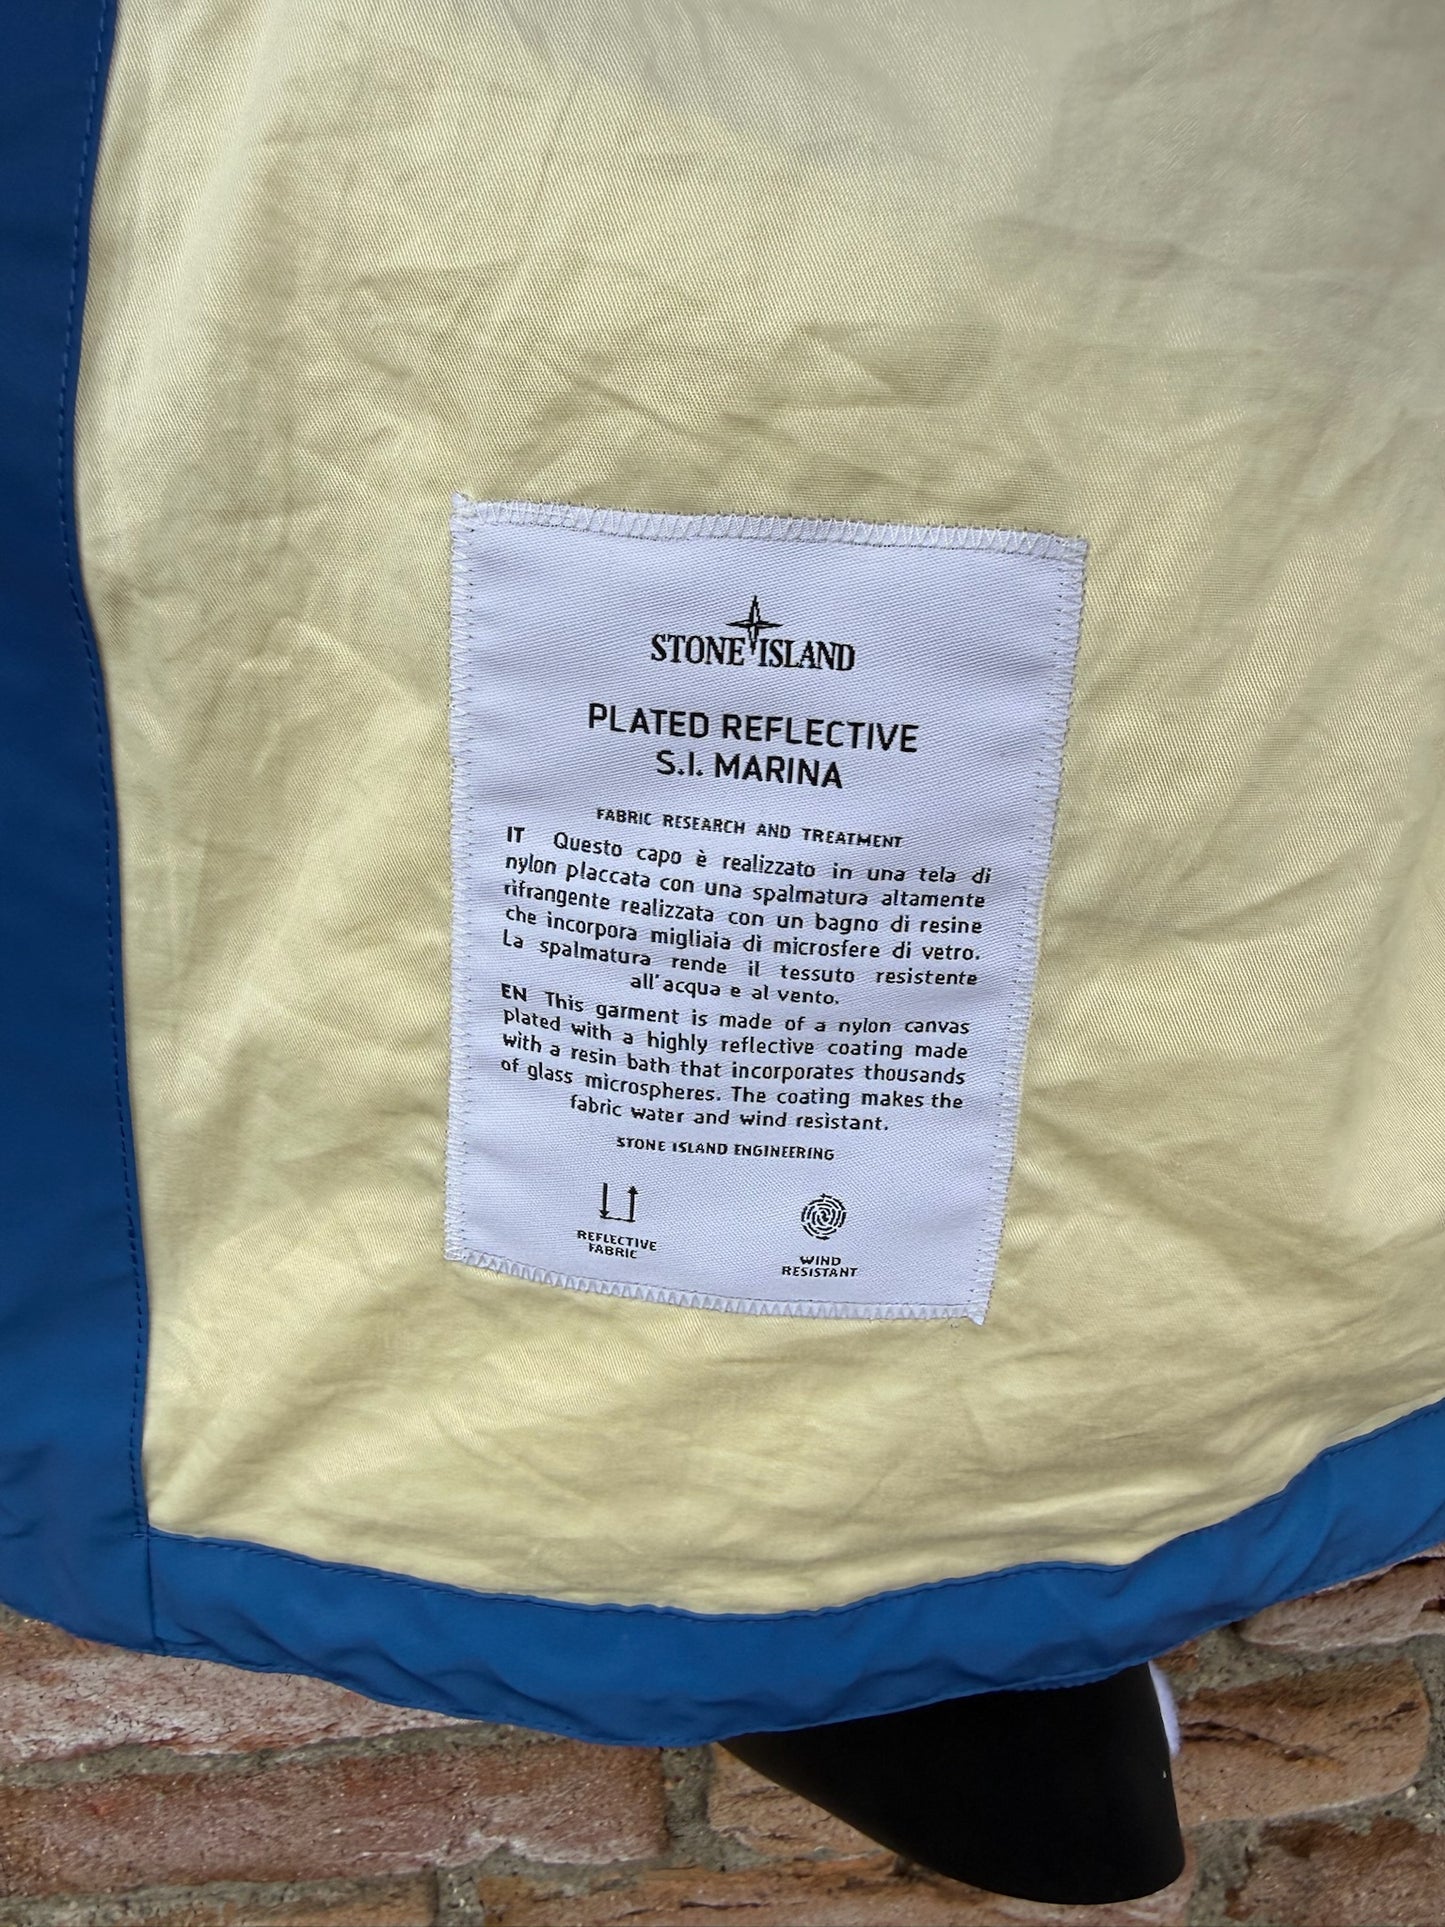 STONE ISLAND
PLATED REFLECTIVE
S.I. MARINA
FABRIC RESEARCH AND TREATMENT
IT Questo capo è realizzato in una tela di
nylon placcata con una spalmatura altamente
rifrangente realizzata con un bagno di resine
che incorpora migliaia di microsfere di vetro.
La spalmatura rende il tessuto resistente
all'acqua e al vento.
EN This garment is made of a nylon canvas
plated with a highly reflective coating made
with a resin bath that incorporates thousands
of glass microspheres. The coating makes the
fabric water and wind resistant.
STONE ISLAND ENGINEERING
REFLECTIVE
FABRIC
WIND
RESISTANT